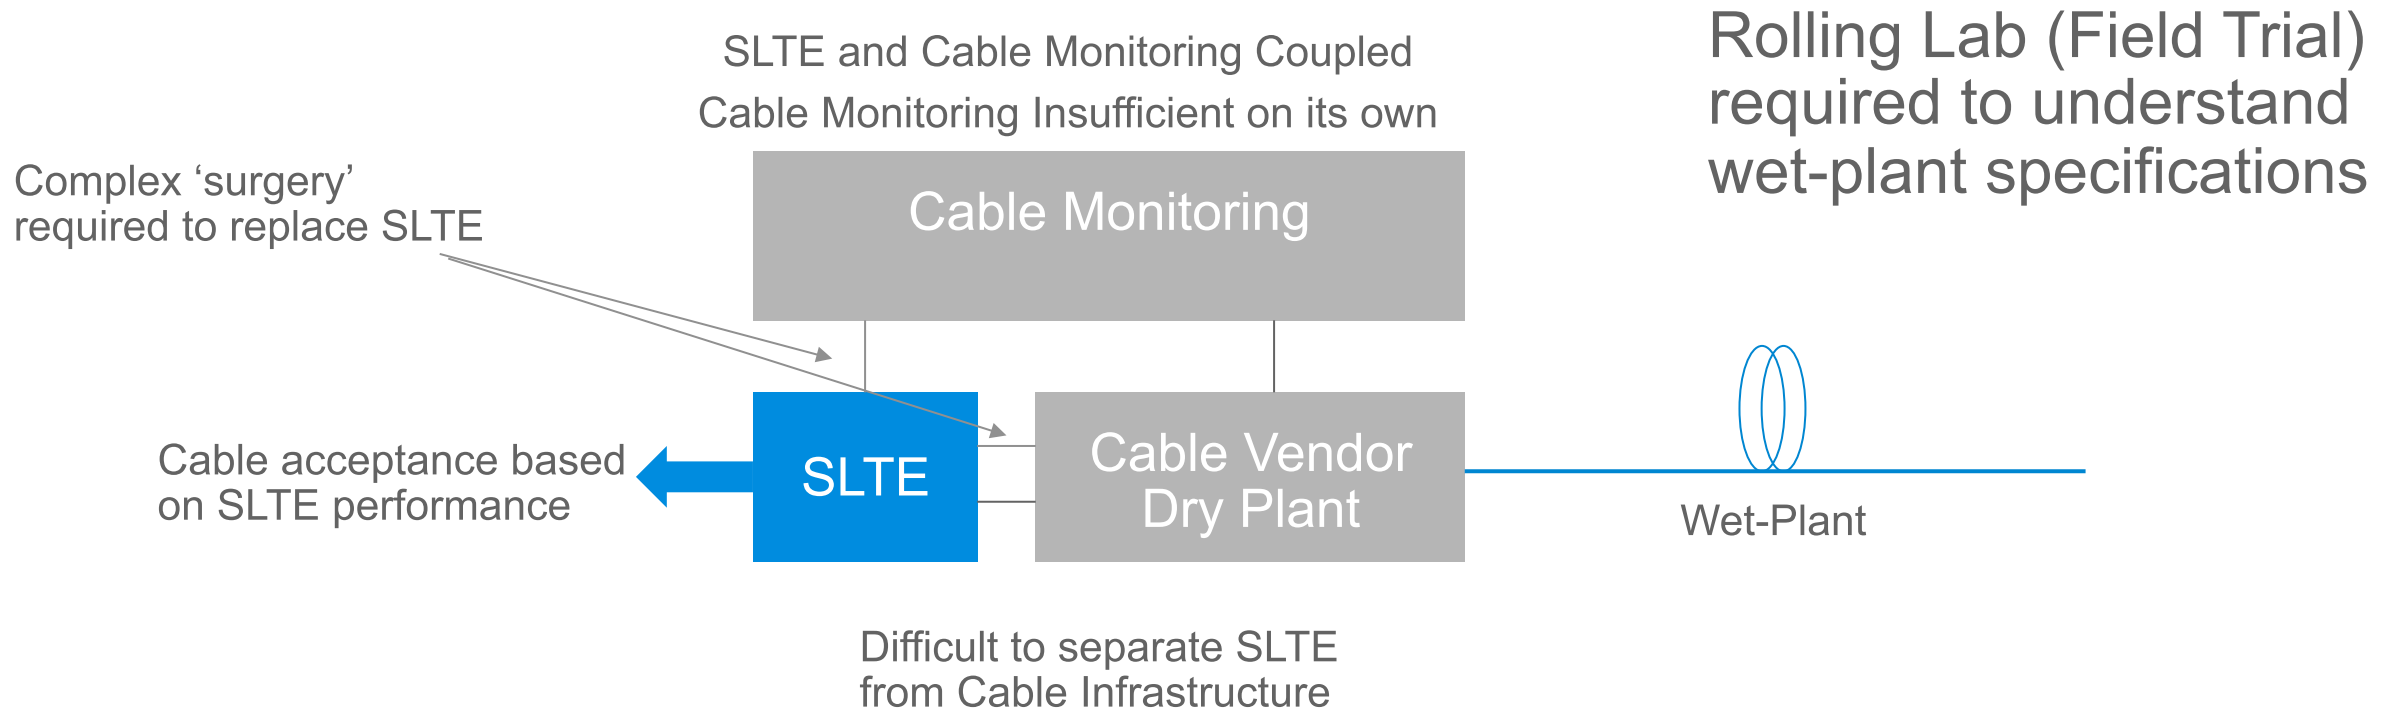 SLTE and Cable Monitoring Coupled
Cable Monitoring Insufficient on its own
Rolling Lab (Field Trial)
required to understand
wet-plant specifications
Complex ‘surgery’
required to replace SLTE
Cable Monitoring
Cable acceptance based
on SLTE performance
SLTE
Cable Vendor
Dry Plant
Wet-Plant
Difficult to separate SLTE
from Cable Infrastructure